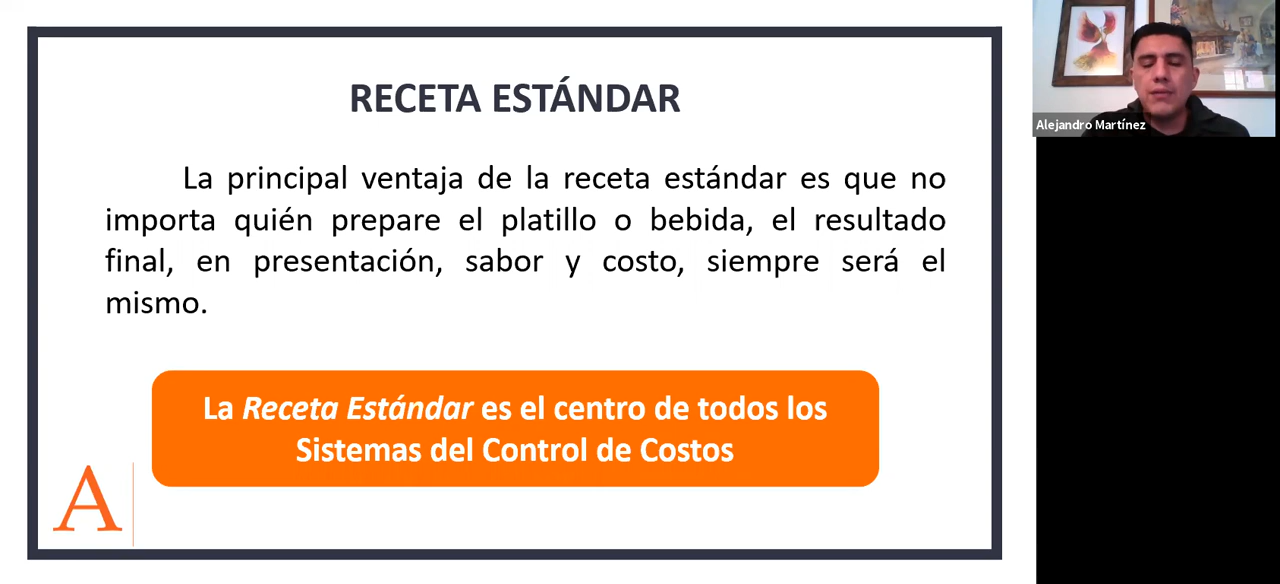 RECETA ESTÁNDAR
La principal ventaja de la receta estándar es que no
importa quién prepare el platillo o bebida, el resultado
final, en presentación, sabor y costo, siempre será el
mismo.
La Receta Estándar es el centro de todos los
Sistemas del Control de Costos
A
Alejandro Martínez